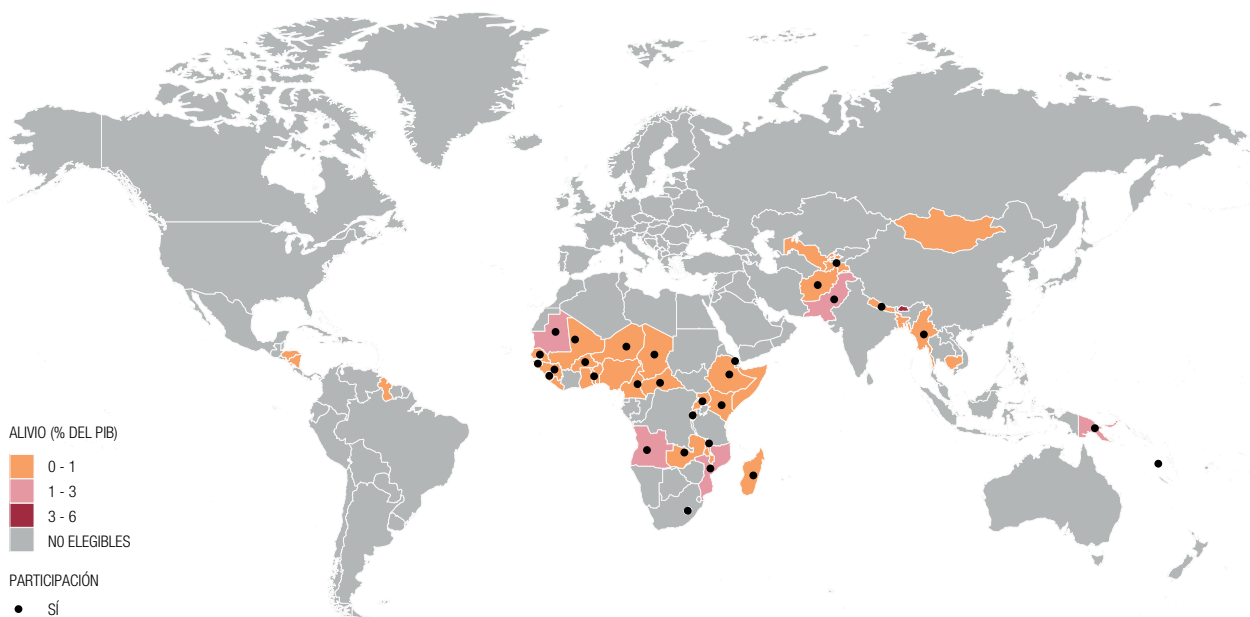 ALIVIO (% DEL PIB)
0 - 1
1 - 3
3 - 6
NO ELEGIBLES
PARTICIPACIÓN
SÍ